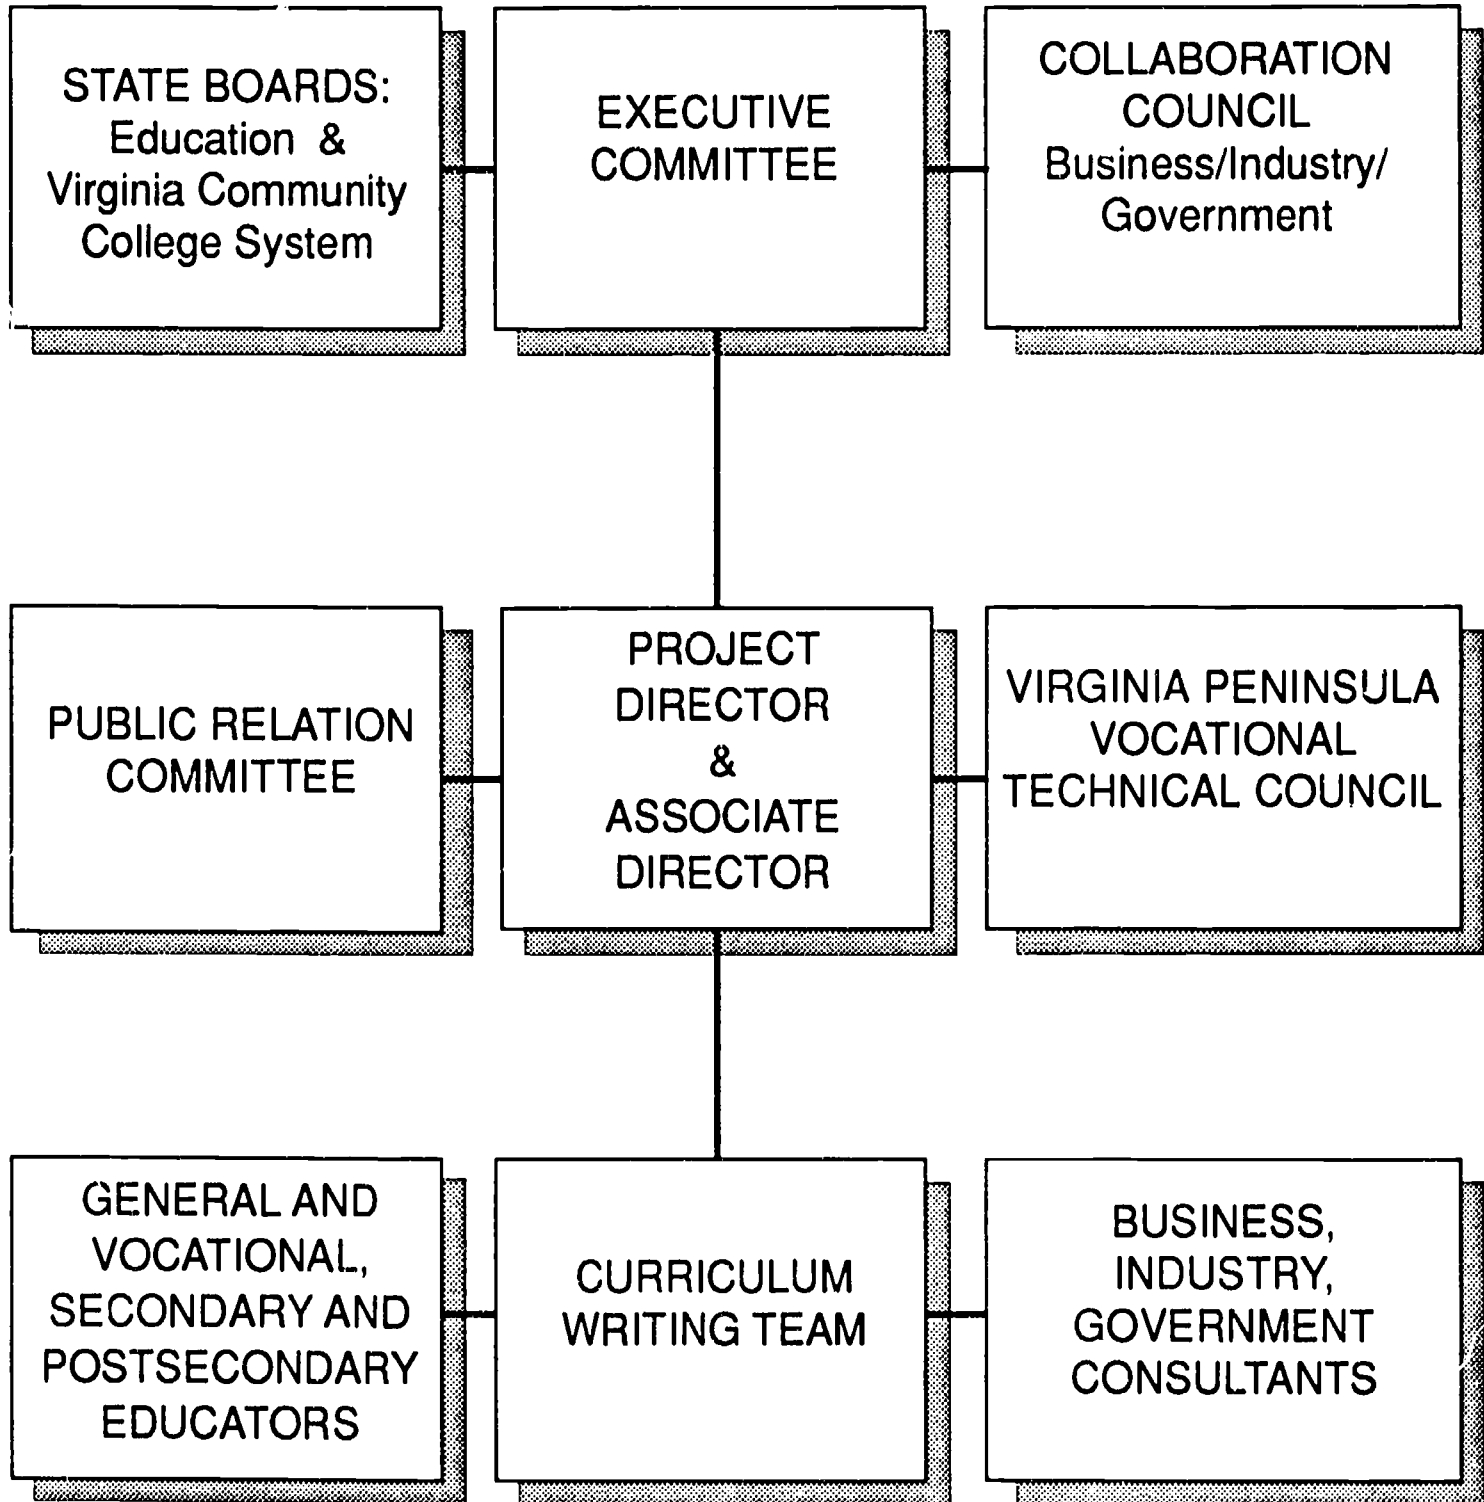 STATE BOARDS:
Education &
Virginia Community
College System
EXECUTIVE
COMMITTEE
COLLABORATION
COUNCIL
Business/Industry/
Government
PUBLIC RELATION
COMMITTEE
PROJECT
DIRECTOR
&
ASSOCIATE
DIRECTOR
VIRGINIA PENINSULA
VOCATIONAL
TECHNICAL COUNCIL
GENERAL AND
VOCATIONAL,
SECONDARY AND
POSTSECONDARY
EDUCATORS
CURRICULUM
WRITING TEAM
BUSINESS,
INDUSTRY,
GOVERNMENT
CONSULTANTS